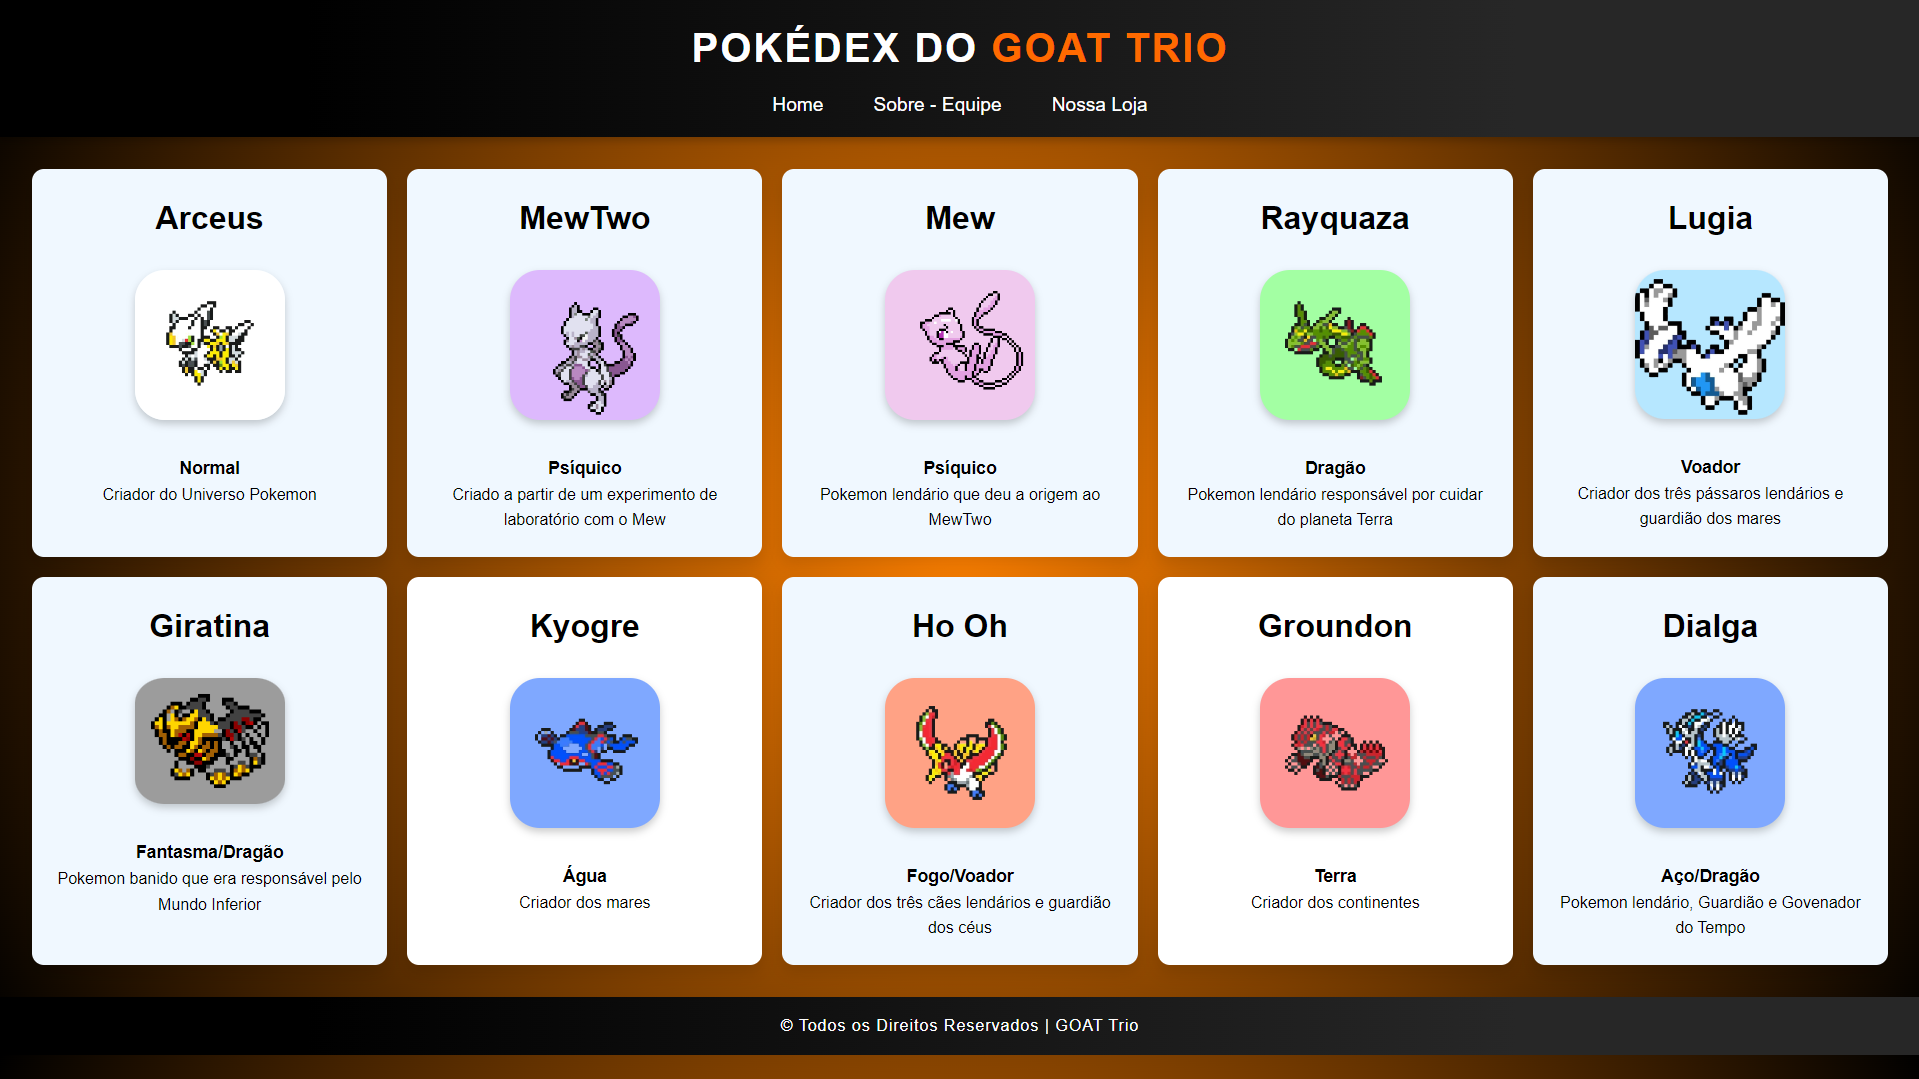 POKÉDEX DO GOAT TRIO
Home Sobre - Equipe Nossa Loja
Arceus
Normal
Criador do Universo Pokemon
MewTwo
Psíquico
Criado a partir de um experimento de
laboratório com o Mew
Mew
Psíquico
Pokemon lendário que deu a origem ao
MewTwo
Rayquaza
Dragão
Pokemon lendário responsável por cuidar
do planeta Terra
Lugia
Voador
Criador dos três pássaros lendários e
guardião dos mares
Giratina
Fantasma/Dragão
Pokemon banido que era responsável pelo
Mundo Inferior
Kyogre
Água
Criador dos mares
Ho Oh
Fogo/Voador
Criador dos três cães lendários e guardião
dos céus
Groundon
Terra
Criador dos continentes
Dialga
Aço/Dragão
Pokemon lendário, Guardião e Govenador
do Tempo
© Todos os Direitos Reservados | GOAT Trio